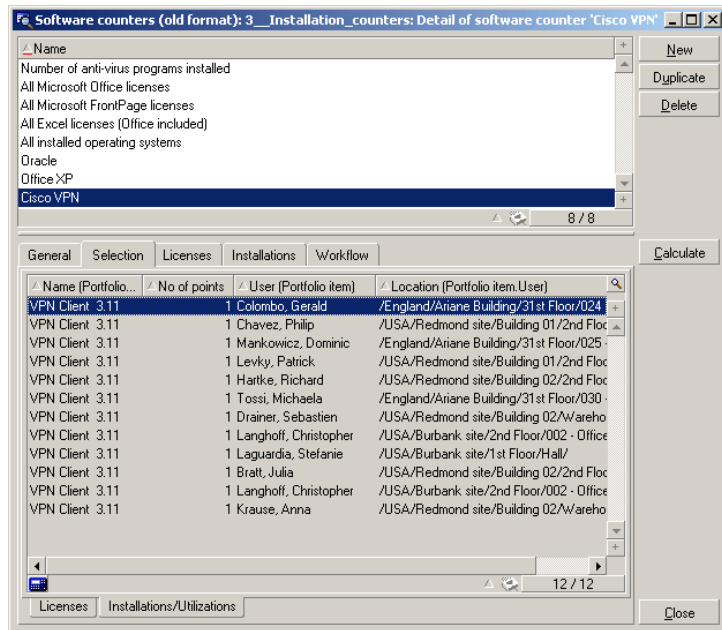 Software counters (old format): 3__Installation_counters: Detail of software counter 'Cisco VPN'
Name
New
Number of anti-virus programs installed
All Microsoft Office licenses
Duplicate
All Microsoft FrontPage licenses
Delete
All Excel licenses (Office included)
All installed operating systems
Oracle
Office XP
Cisco VPN
8 / 8
General Selection Licenses Installations Workflow
Calculate
Name (Portfolio... No of points User (Portfolio item) Location (Portfolio item.User)
VPN Client 3.11 1 Colombo, Gerald /England/Ariane Building/31st Floor/024
VPN Client 3.11 1 Chavez, Philip /USA/Redmond site/Building 01/2nd Floc
VPN Client 3.11 1 Mankowicz, Dominic /England/Ariane Building/31st Floor/025 -
VPN Client 3.11 1 Levky, Patrick /USA/Redmond site/Building 01/2nd Floc
VPN Client 3.11 1 Hartke, Richard /USA/Redmond site/Building 02/2nd Floc
VPN Client 3.11 1 Tossi, Michaela /England/Ariane Building/31st Floor/030 -
VPN Client 3.11 1 Drainer, Sebastien /USA/Redmond site/Building 02/Wareho
VPN Client 3.11 1 Langhoff, Christopher /USA/Burbank site/2nd Floor/002 - Office
VPN Client 3.11 1 Laguardia, Stefanie /USA/Burbank site/1st Floor/Hall/
VPN Client 3.11 1 Bratt, Julia /USA/Redmond site/Building 02/2nd Floc
VPN Client 3.11 1 Langhoff, Christopher /USA/Burbank site/2nd Floor/002 - Office
VPN Client 3.11 1 Krause, Anna /USA/Redmond site/Building 02/Wareho
12 / 12
Licenses Installations/Utilizations
Close